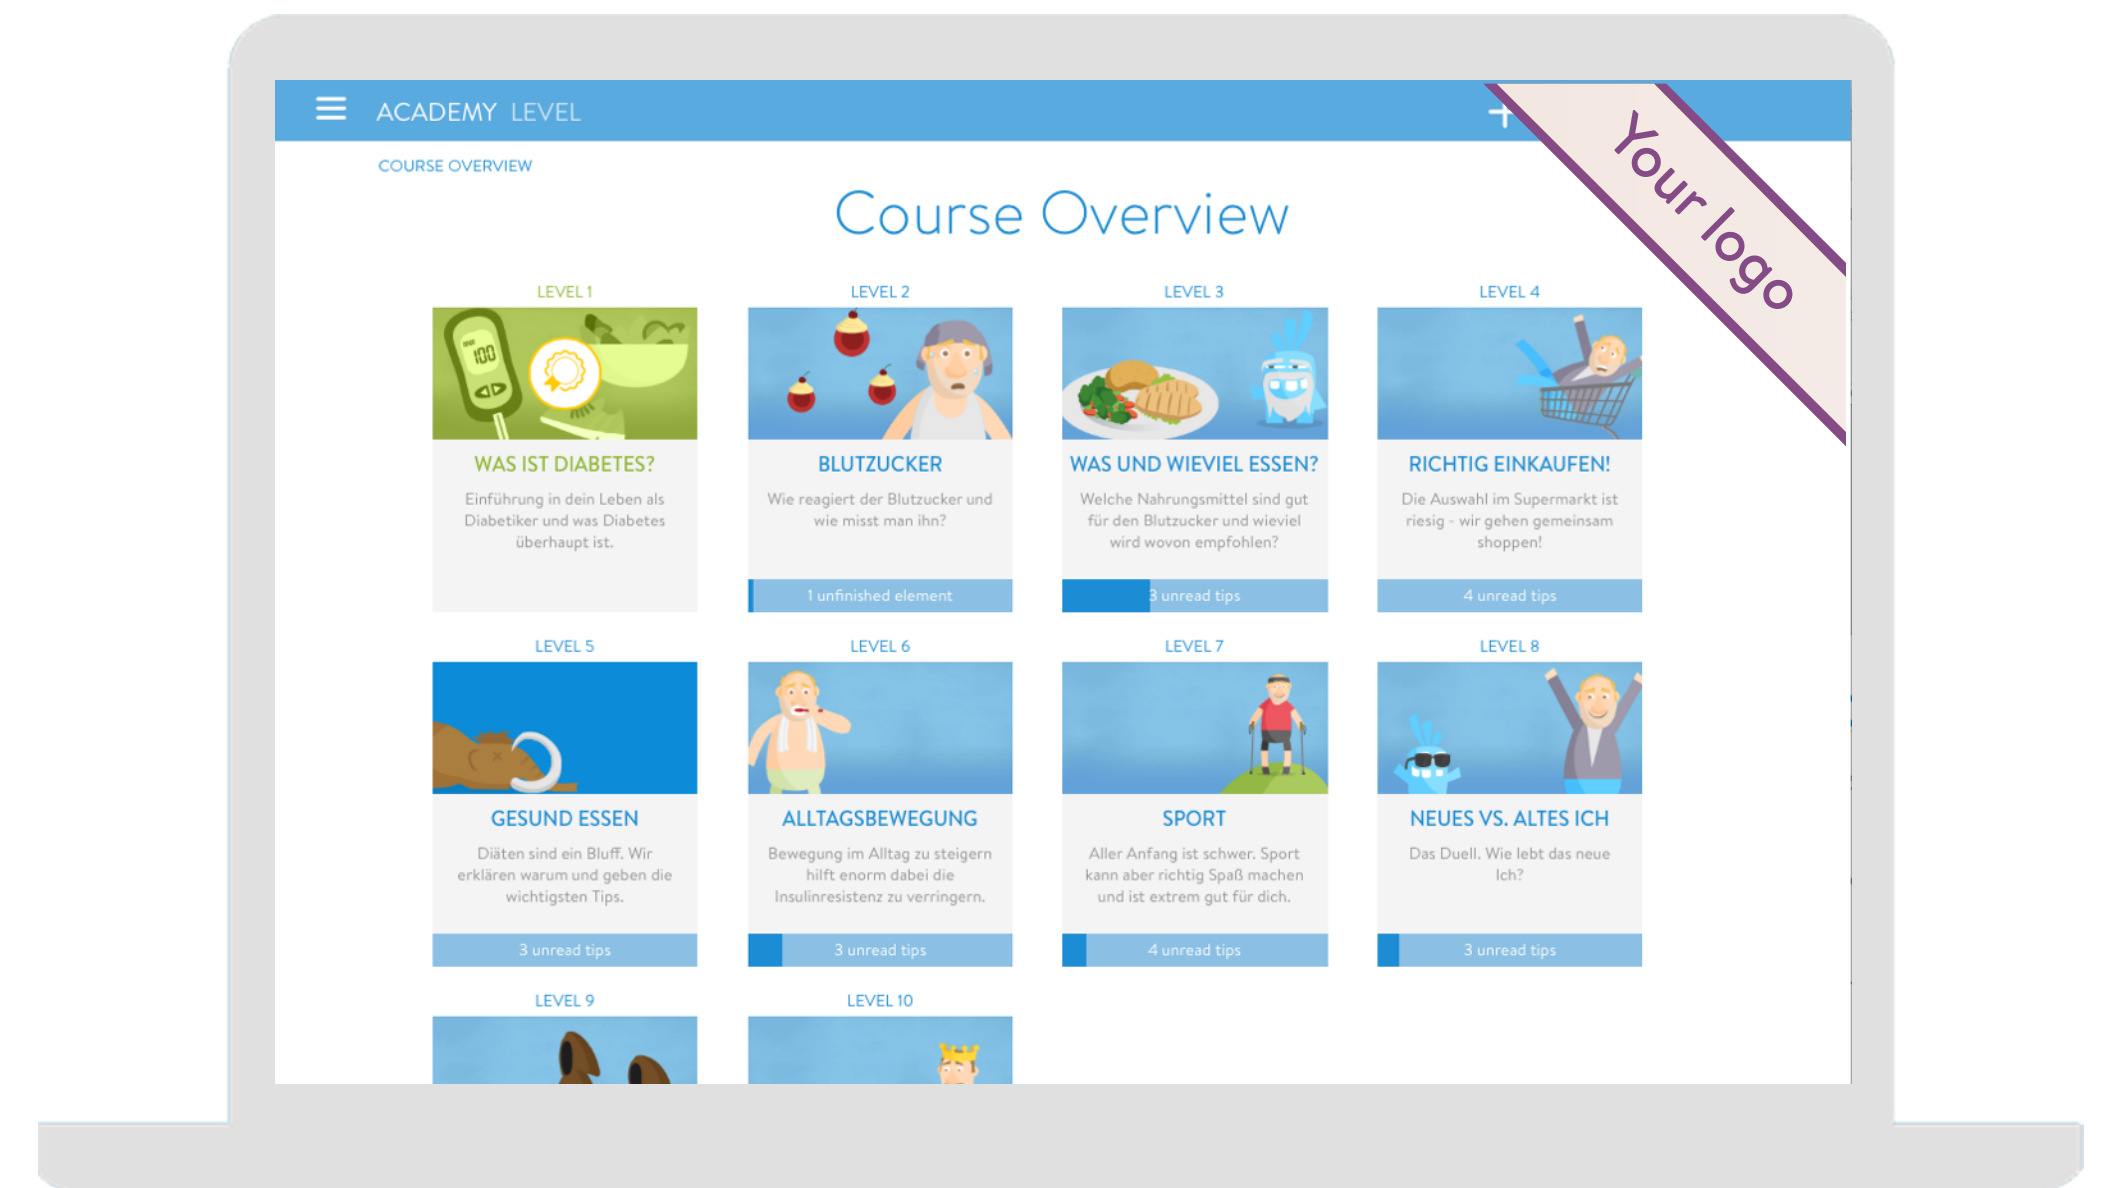 ACADEMY LEVEL
Your logo
COURSE OVERVIEW
Course Overview
LEVEL 1
100
WAS IST DIABETES?
Einführung in dein Leben als
Diabetiker und was Diabetes
überhaupt ist.
LEVEL 2
BLUTZUCKER
Wie reagiert der Blutzucker und
wie misst man ihn?
1 unfinished element
LEVEL 3
WAS UND WIEVIEL ESSEN?
Welche Nahrungsmittel sind gut
für den Blutzucker und wieviel
wird wovon empfohlen?
3 unread tips
LEVEL 4
RICHTIG EINKAUFEN!
Die Auswahl im Supermarkt ist
riesig - wir gehen gemeinsam
shoppen!
4 unread tips
LEVEL 5
GESUND ESSEN
Diäten sind ein Bluff. Wir
erklären warum und geben die
wichtigsten Tips.
3 unread tips
LEVEL 6
ALLTAGSBEWEGUNG
Bewegung im Alltag zu steigern
hilft enorm dabei die
Insulinresistenz zu verringern.
3 unread tips
LEVEL 7
SPORT
Aller Anfang ist schwer. Sport
kann aber richtig Spaß machen
und ist extrem gut für dich.
4 unread tips
LEVEL 8
NEUES VS. ALTES ICH
Das Duell. Wie lebt das neue
Ich?
3 unread tips
LEVEL 9
LEVEL 10